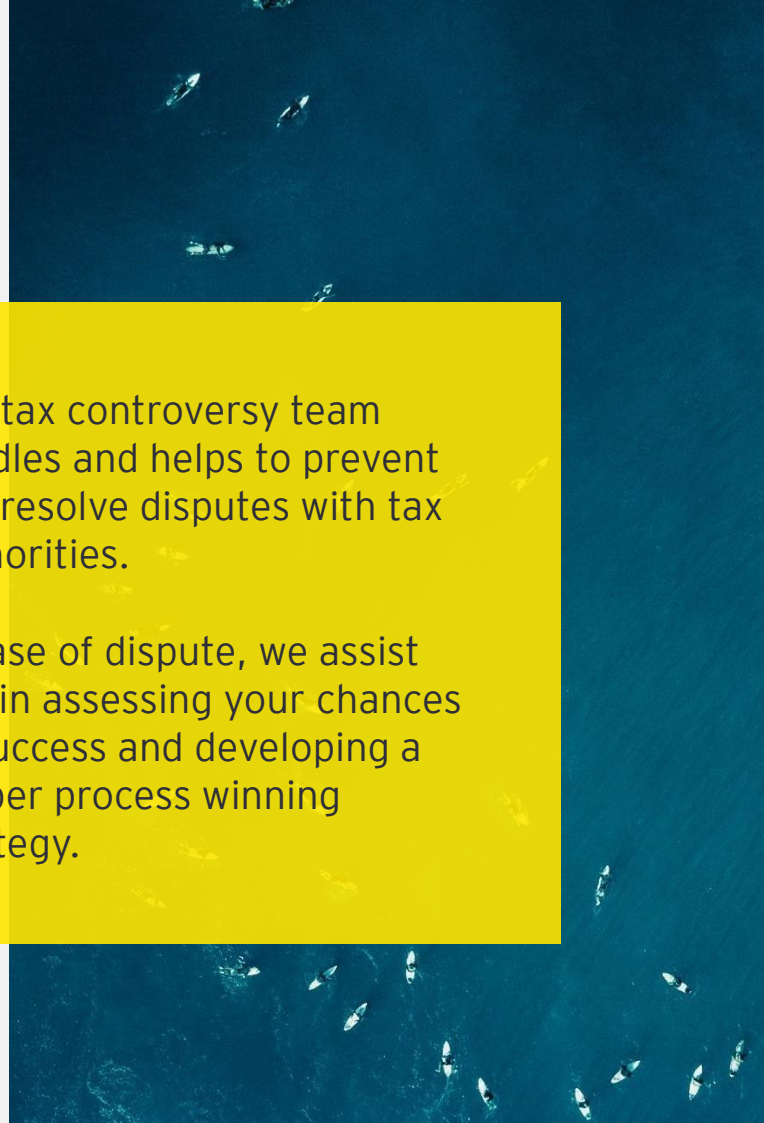 tax controversy team
dles and helps to prevent
resolve disputes with tax
orities.
ase of dispute, we assist
in assessing your chances
uccess and developing a
per process winning
tegy.